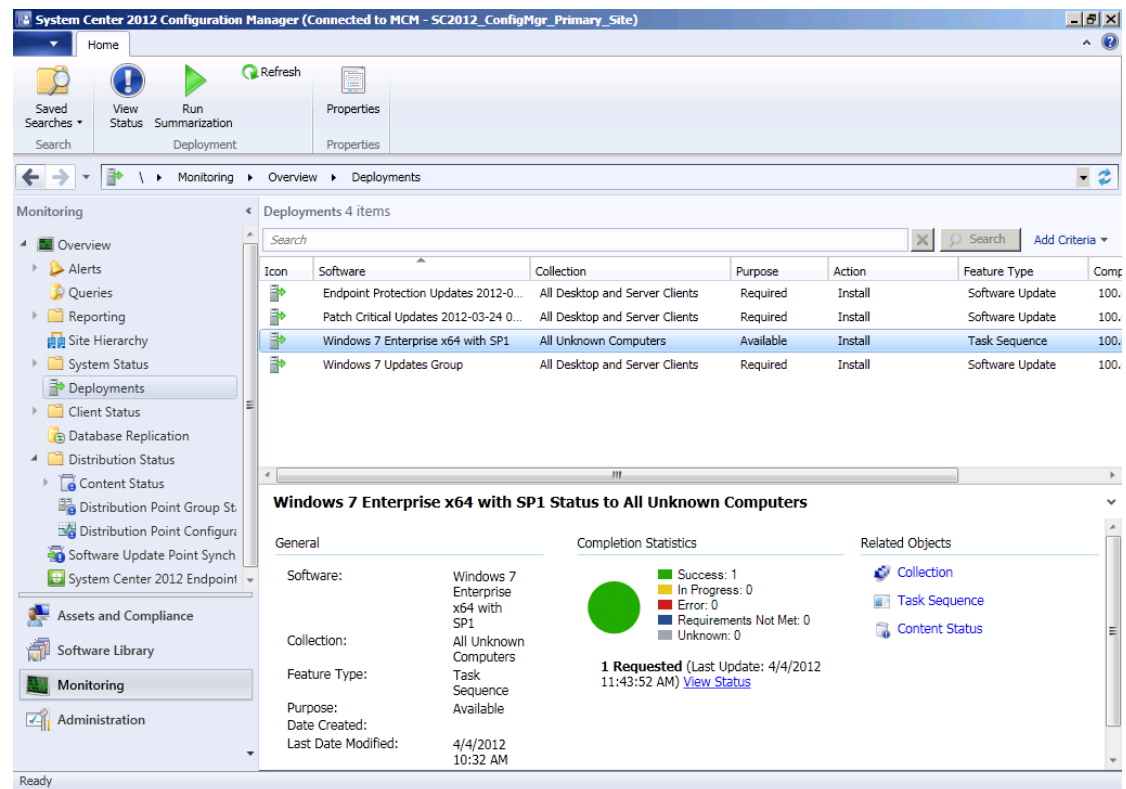 System Center 2012 Configuration Manager (Connected to MCM - SC2012_ConfigMgr_Primary_Site)
Home
Saved Searches
View Status
Run Summarization
Refresh
Properties
Search
Deployment
Properties
\ Monitoring Overview Deployments
Monitoring
Overview
Alerts
Queries
Reporting
Site Hierarchy
System Status
Deployments
Client Status
Database Replication
Distribution Status
Content Status
Distribution Point Group St
Distribution Point Configura
Software Update Point Synch
System Center 2012 Endpoint
Assets and Compliance
Software Library
Monitoring
Administration
Deployments 4 items
Search
Search
Add Criteria
Icon Software Collection Purpose Action Feature Type Comp
Endpoint Protection Updates 2012-0... All Desktop and Server Clients Required Install Software Update 100.
Patch Critical Updates 2012-03-24 0... All Desktop and Server Clients Required Install Software Update 100.
Windows 7 Enterprise x64 with SP1 All Unknown Computers Available Install Task Sequence 100.
Windows 7 Updates Group All Desktop and Server Clients Required Install Software Update 100.
Windows 7 Enterprise x64 with SP1 Status to All Unknown Computers
General
Software: Windows 7
Enterprise
x64 with
SP1
Collection: All Unknown
Computers
Feature Type: Task
Sequence
Purpose: Available
Date Created:
Last Date Modified: 4/4/2012
10:32 AM
Completion Statistics
Success: 1
In Progress: 0
Error: 0
Requirements Not Met: 0
Unknown: 0
1 Requested (Last Update: 4/4/2012
11:43:52 AM) View Status
Related Objects
Collection
Task Sequence
Content Status
Ready